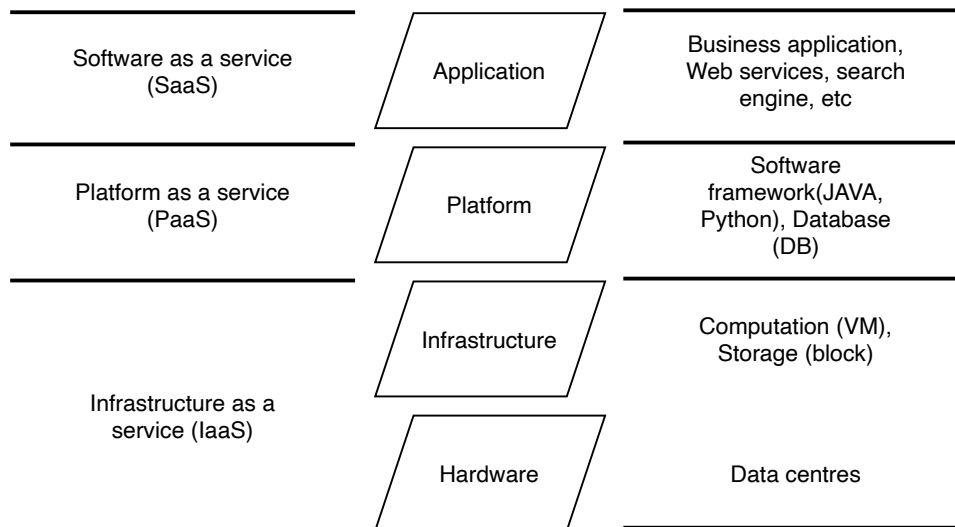 Software as a service
(SaaS)
Application
Business application,
Web services, search
engine, etc
Platform as a service
(PaaS)
Platform
Software
framework(JAVA,
Python), Database
(DB)
Infrastructure as a
service (IaaS)
Infrastructure
Computation (VM),
Storage (block)
Hardware
Data centres